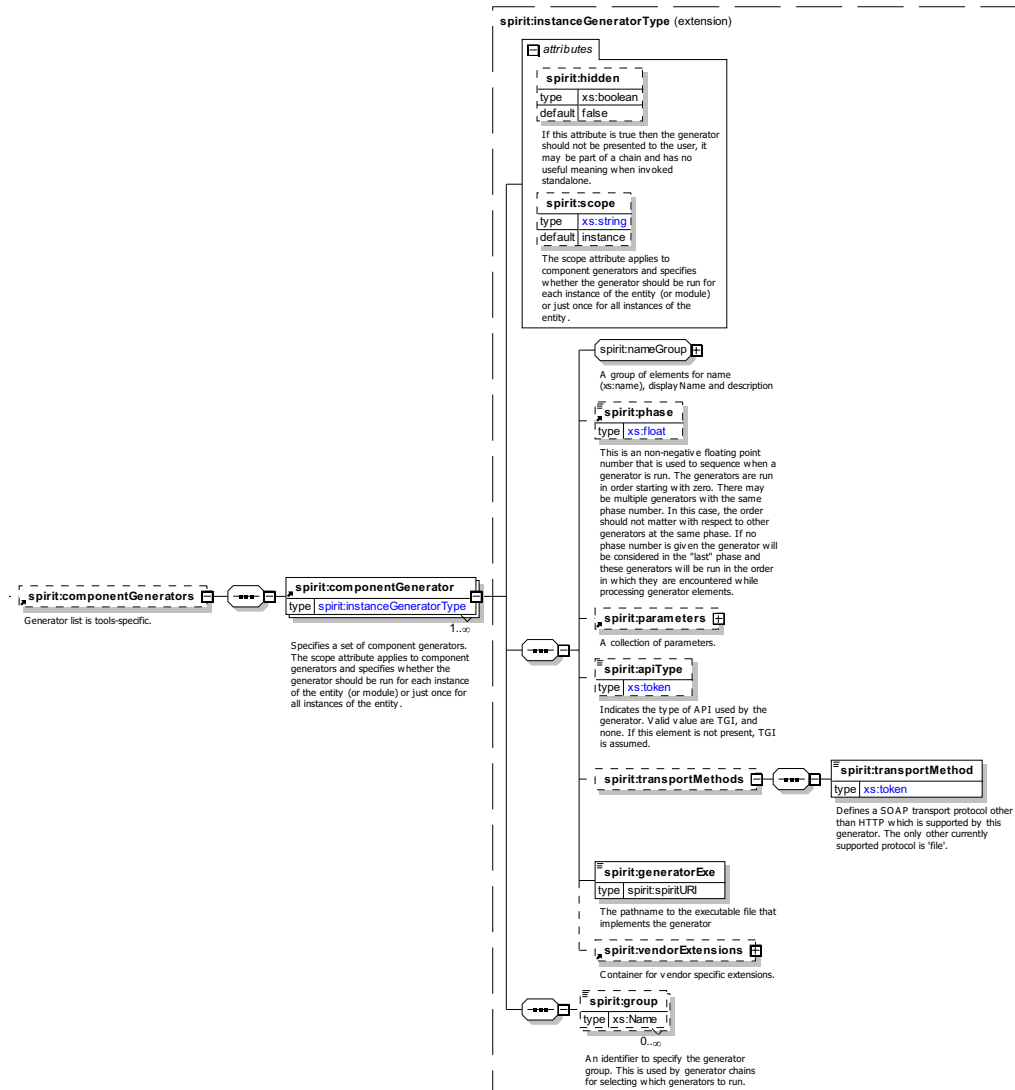 spirit:instanceGeneratorType (extension)
attributes
spirit:hidden
type xs:boolean
default false
If this attribute is true then the generator
should not be presented to the user, it
may be part of a chain and has no
useful meaning when invoked
standalone.
spirit:scope
type xs:string
default instance
The scope attribute applies to
component generators and specifies
whether the generator should be run for
each instance of the entity (or module)
or just once for all instances of the
entity.
spirit:nameGroup
A group of elements for name
(xs:name), displayName and description
spirit:phase
type xs:float
This is an non-negative floating point
number that is used to sequence when a
generator is run. The generators are run
in order starting with zero. There may
be multiple generators with the same
phase number. In this case, the order
should not matter with respect to other
generators at the same phase. If no
phase number is given the generator will
be considered in the "last" phase and
these generators will be run in the order
in which they are encountered while
processing generator elements.
spirit:componentGenerators
Generator list is tools-specific.
spirit:componentGenerator
type spirit:instanceGeneratorType
1..∞
Specifies a set of component generators.
The scope attribute applies to component
generators and specifies whether the
generator should be run for each instance
of the entity (or module) or just once for
all instances of the entity.
spirit:parameters
A collection of parameters.
spirit:apiType
type xs:token
Indicates the type of API used by the
generator. Valid value are TGI, and
none. If this element is not present, TGI
is assumed.
spirit:transportMethods
spirit:transportMethod
type xs:token
Defines a SOAP transport protocol other
than HTTP which is supported by this
generator. The only other currently
supported protocol is 'file'.
spirit:generatorExe
type spirit:spiritURI
The pathname to the executable file that
implements the generator
spirit:vendorExtensions
Container for vendor specific extensions.
spirit:group
type xs:Name
0..∞
An identifier to specify the generator
group. This is used by generator chains
for selecting which generators to run.